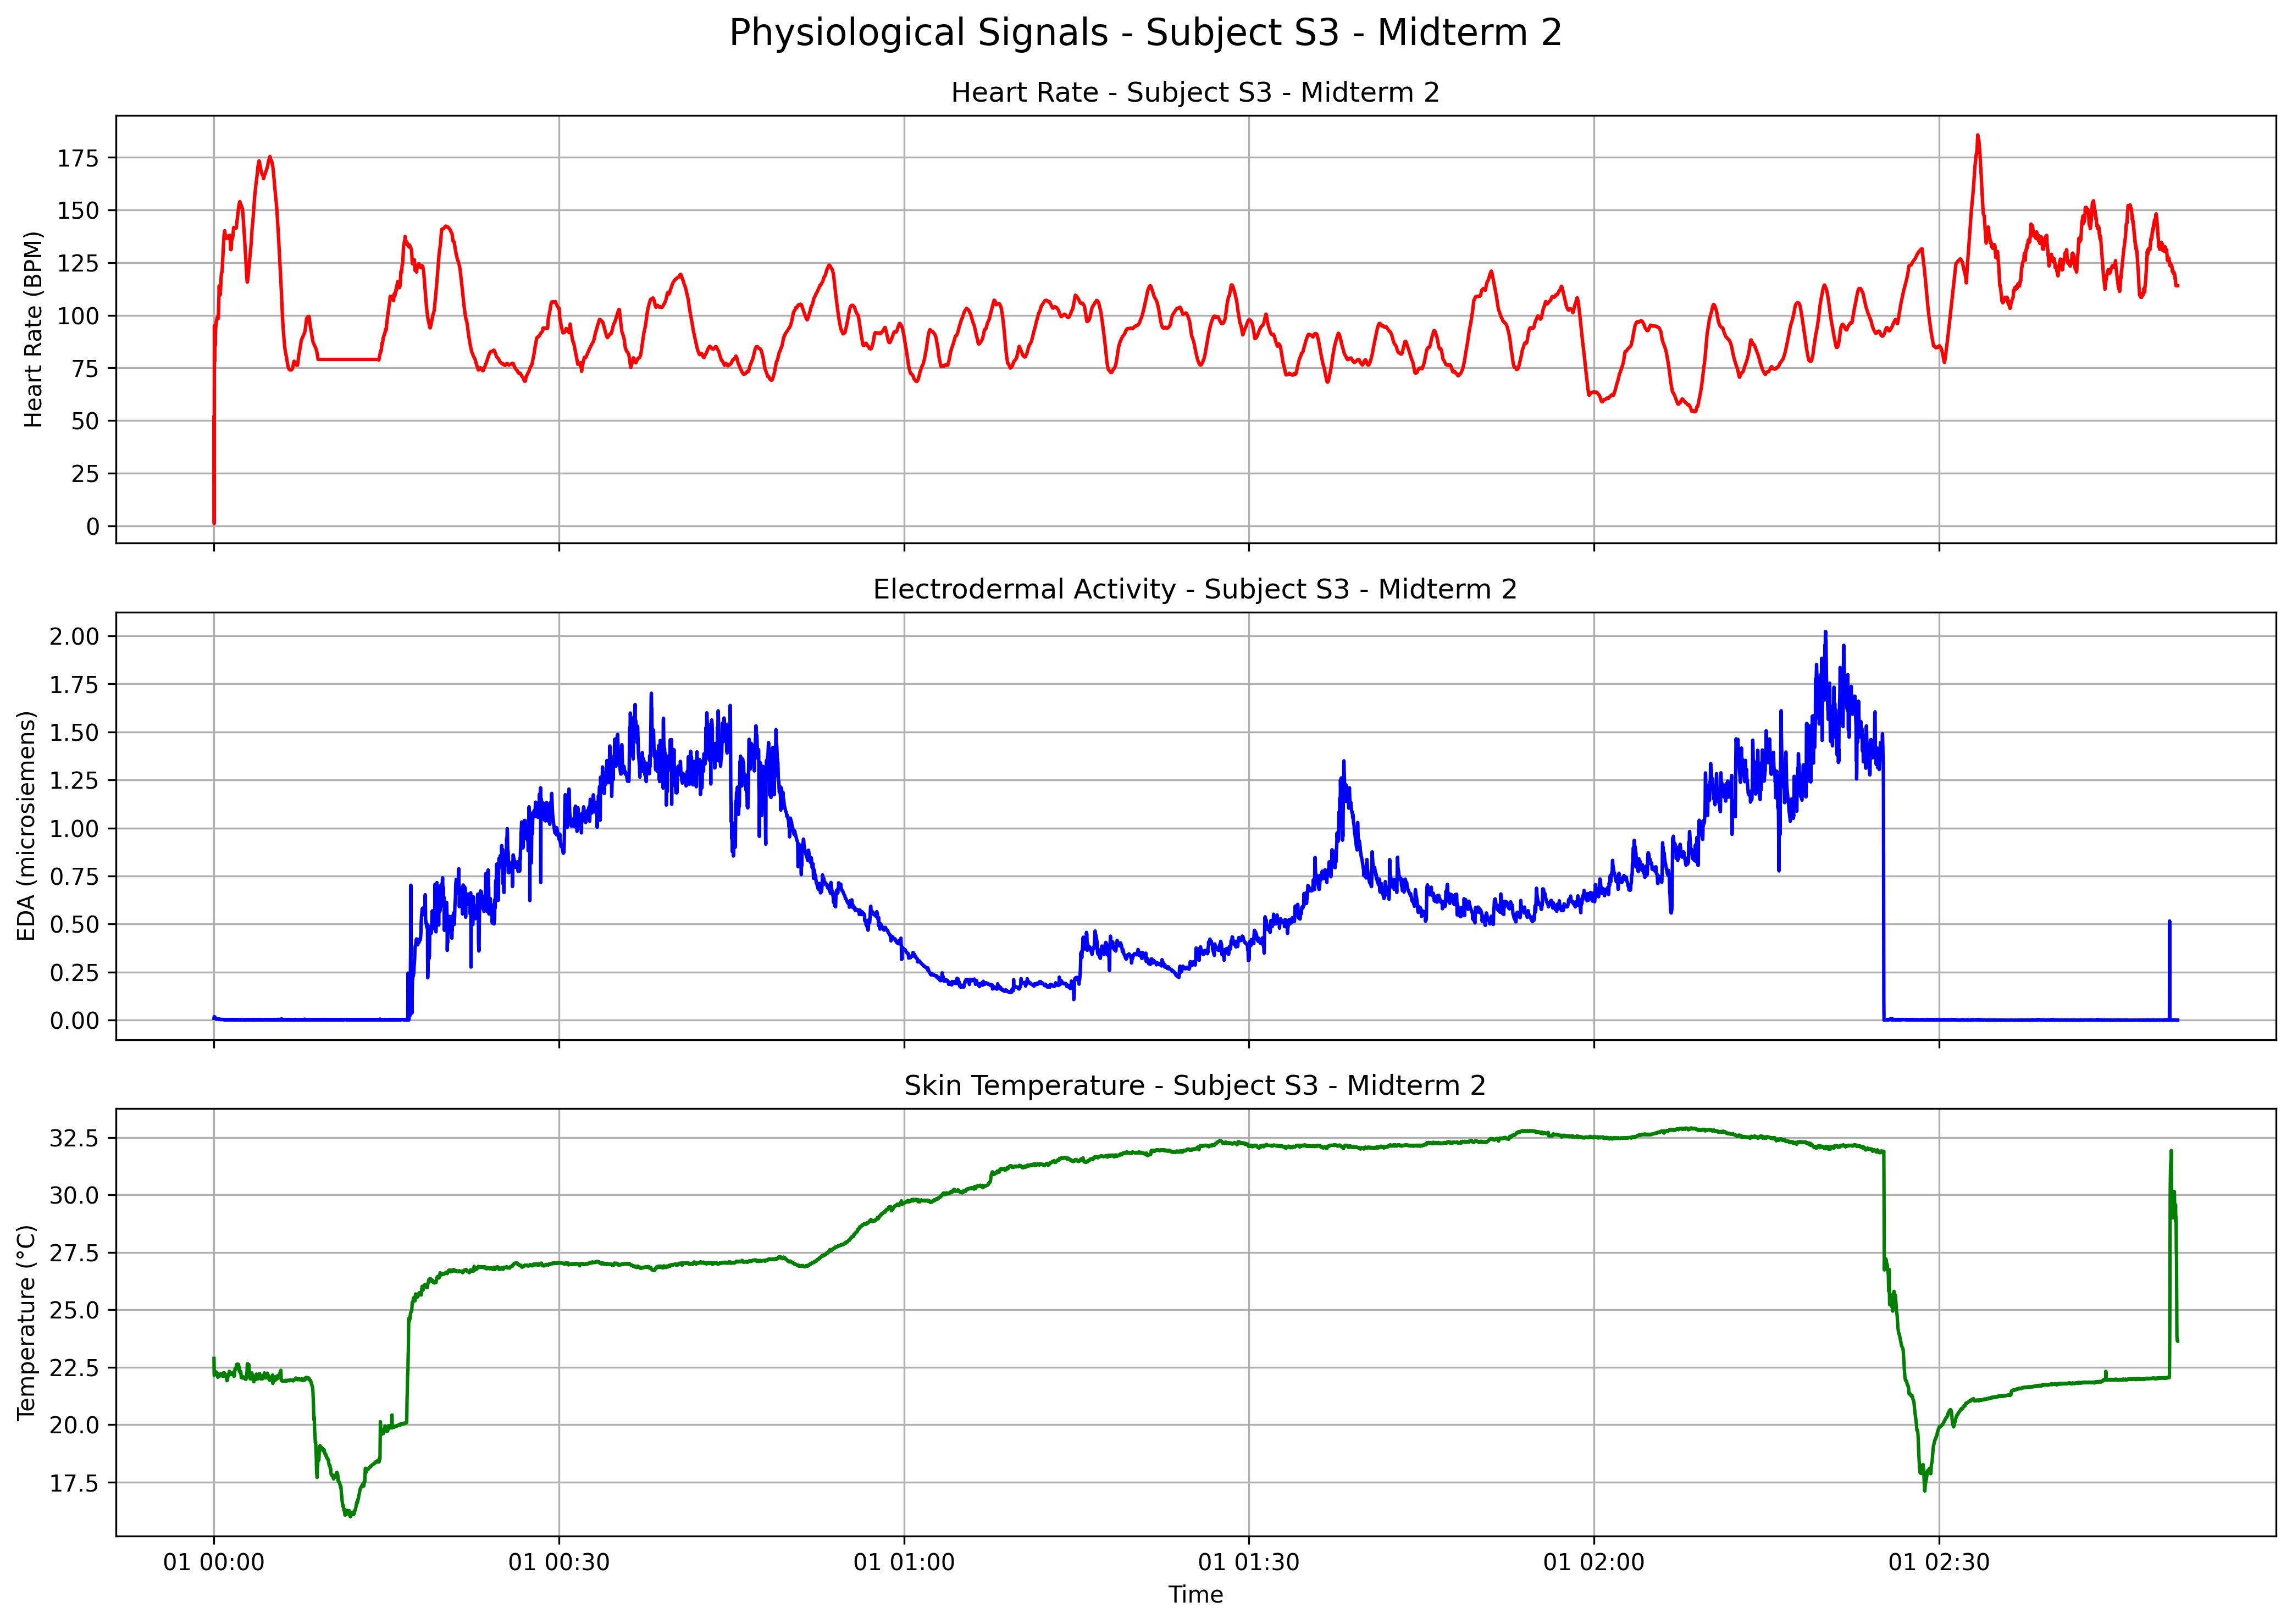 Physiological Signals - Subject S3 - Midterm 2
Heart Rate - Subject S3 - Midterm 2
Heart Rate (BPM)
175
150
125
100
75
50
25
0
Electrodermal Activity - Subject S3 - Midterm 2
EDA (microsiemens)
2.00
1.75
1.50
1.25
1.00
0.75
0.50
0.25
0.00
Skin Temperature - Subject S3 - Midterm 2
Temperature (°C)
32.5
30.0
27.5
25.0
22.5
20.0
17.5
01 00:00 01 00:30 01 01:00 01 01:30 01 02:00 01 02:30
Time